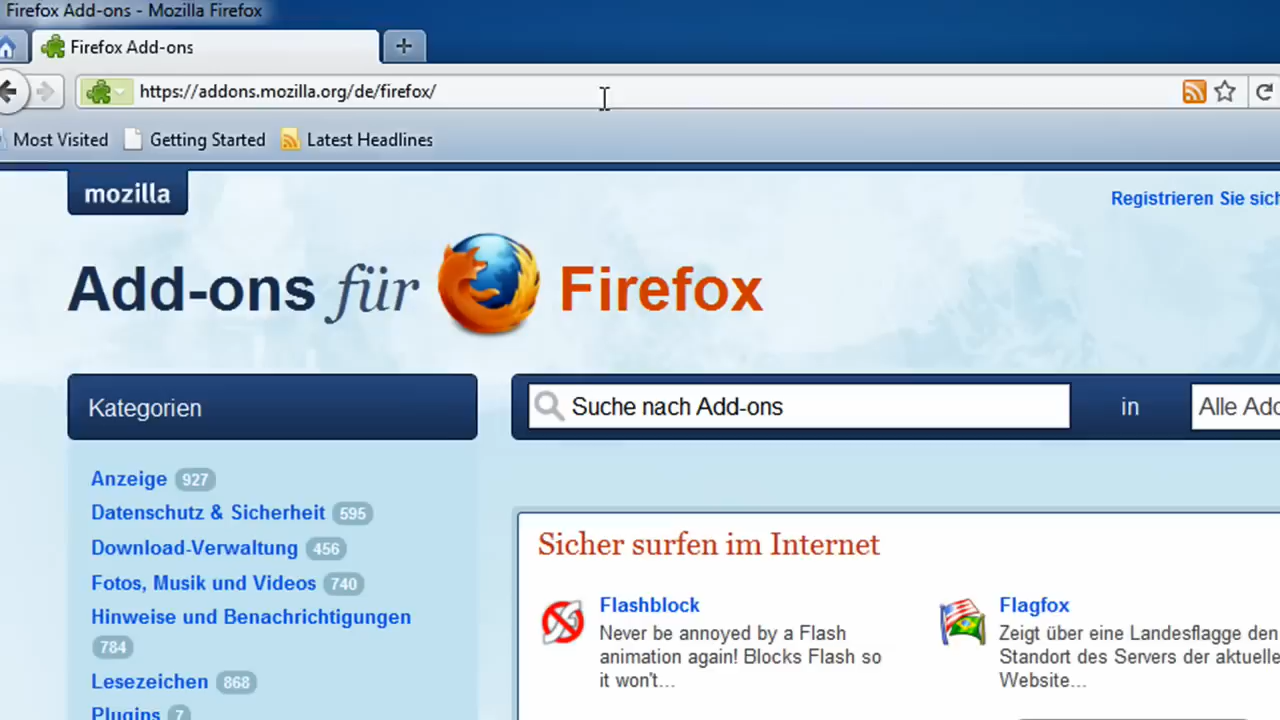 Firefox Add-ons - Mozilla Firefox
Firefox Add-ons
https://addons.mozilla.org/de/firefox/
Most Visited Getting Started Latest Headlines
mozilla
Registrieren Sie
Add-ons für Firefox
Kategorien
Suche nach Add-ons in Alle
Anzeige 927
Datenschutz & Sicherheit 595
Download-Verwaltung 456
Fotos, Musik und Videos 740
Hinweise und Benachrichtigungen
784
Lesezeichen 868
Plugins 7
Sicher surfen im Internet
Flashblock
Never be annoyed by a Flash
animation again! Blocks Flash so
it won't...
Flagfox
Zeigt über eine Landesflagge den
Standort des Servers der aktuelle
Website...